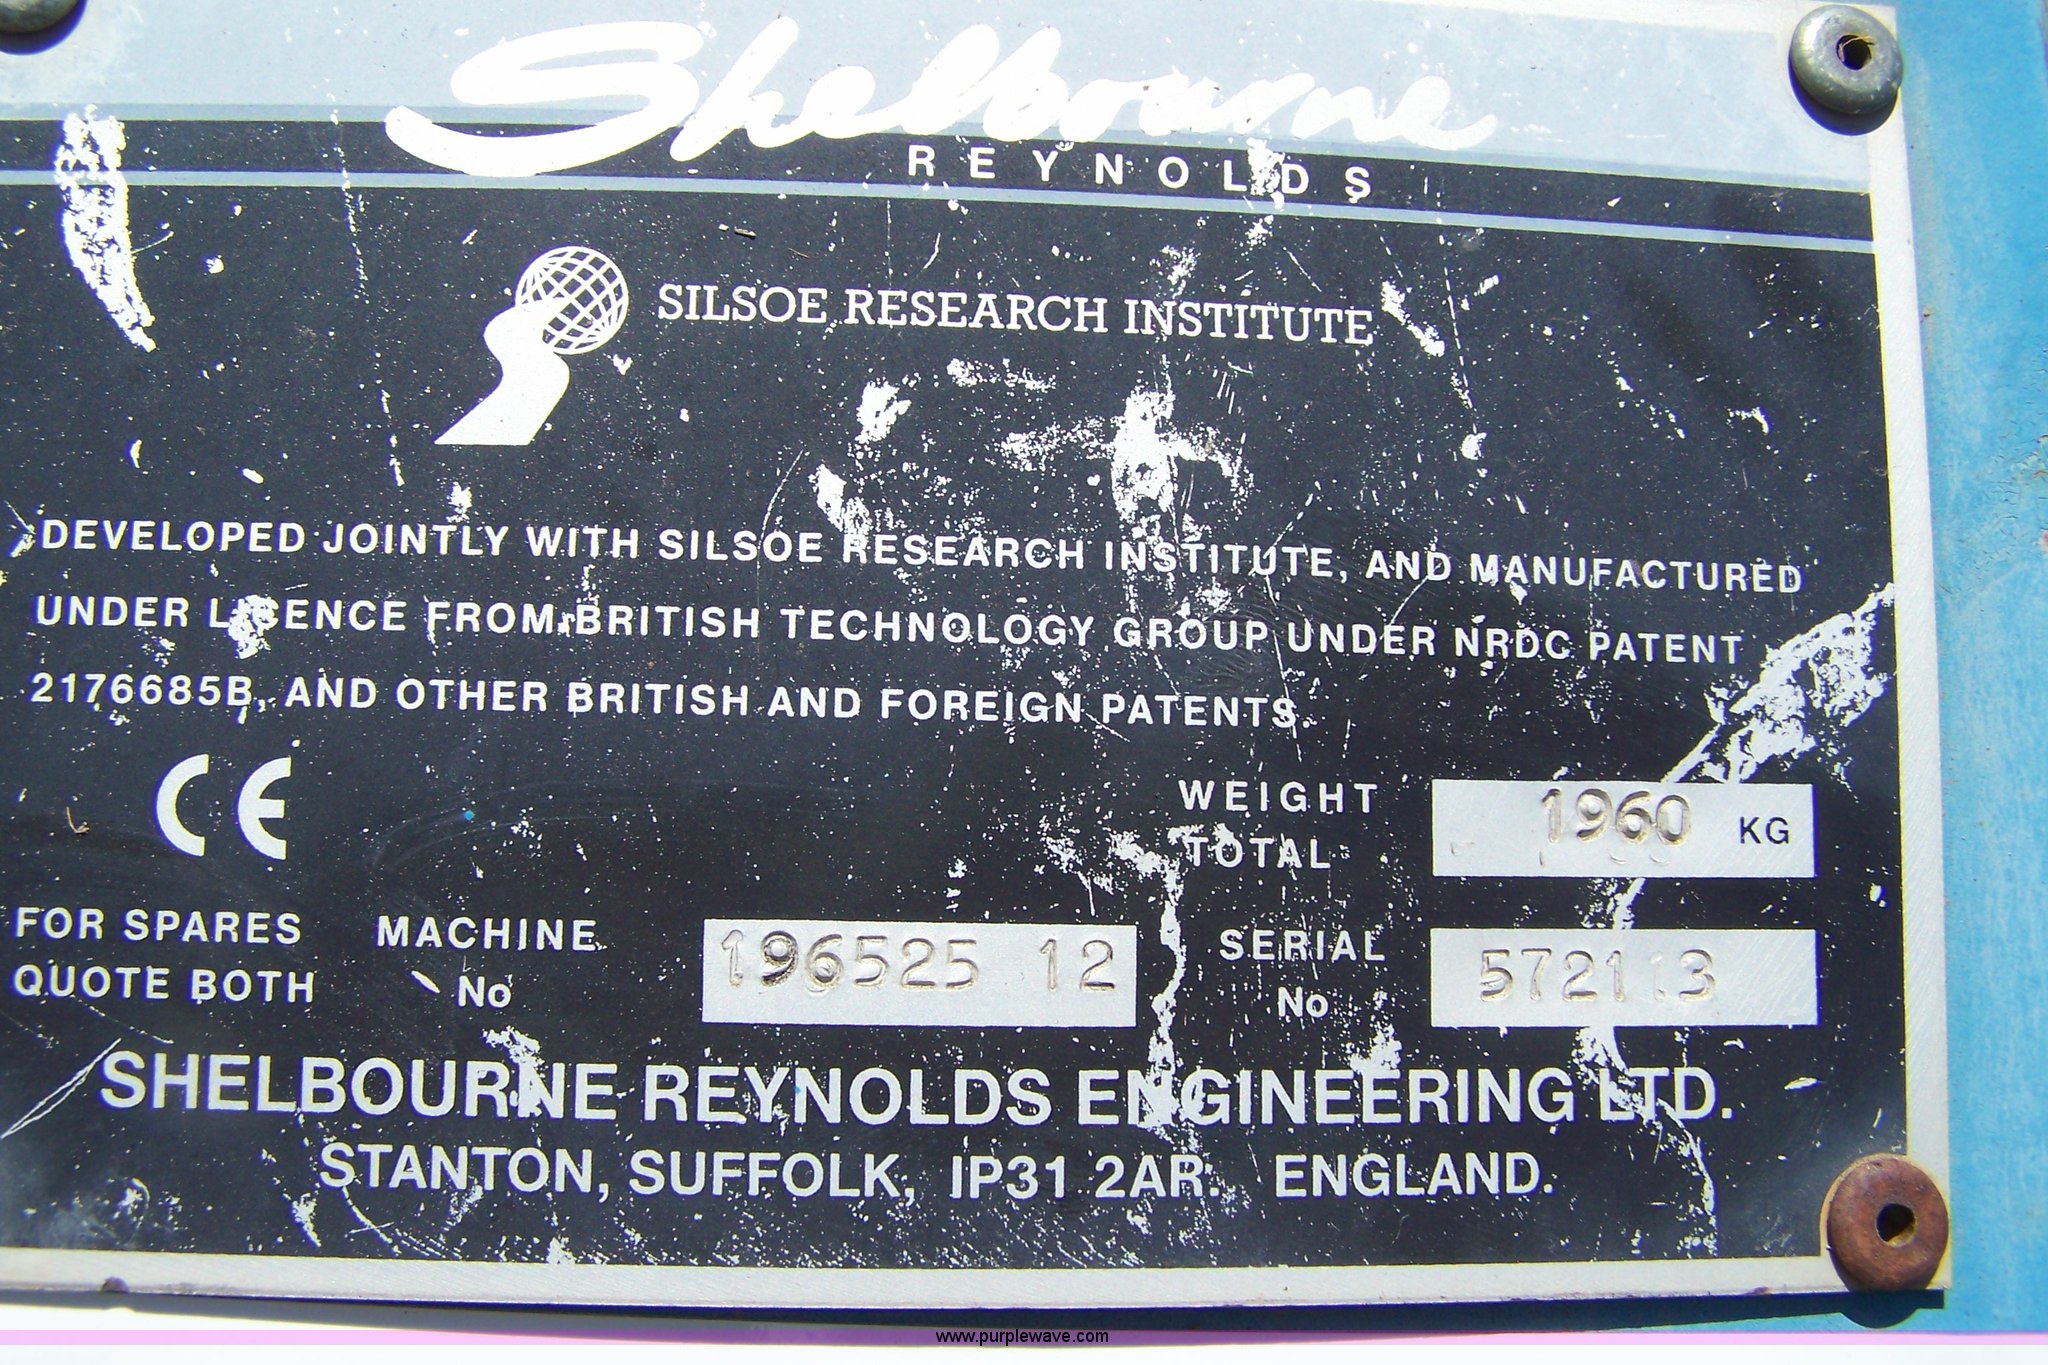 Shelbourne
REYNOLDS
SILSOE RESEARCH INSTITUTE
DEVELOPED JOINTLY WITH SILSOE RESEARCH INSTITUTE, AND MANUFACTURED
UNDER LICENCE FROM BRITISH TECHNOLOGY GROUP UNDER NRDC PATENT
2176685B, AND OTHER BRITISH AND FOREIGN PATENTS.
CE
WEIGHT TOTAL 1960 KG
FOR SPARES QUOTE BOTH
MACHINE No 196525 12
SERIAL No
SHELBOURNE REYNOLDS ENGINEERING LTD.
STANTON, SUFFOLK, IP31 2AR. ENGLAND.
www.purplewave.com